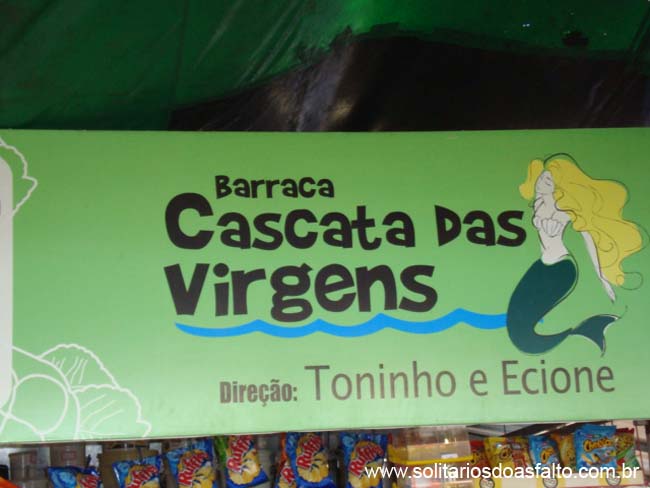 Barraca
Cascata das
Virgens
Direção: Toninho e Ecione
www.solitariosdoasfalto.com.br